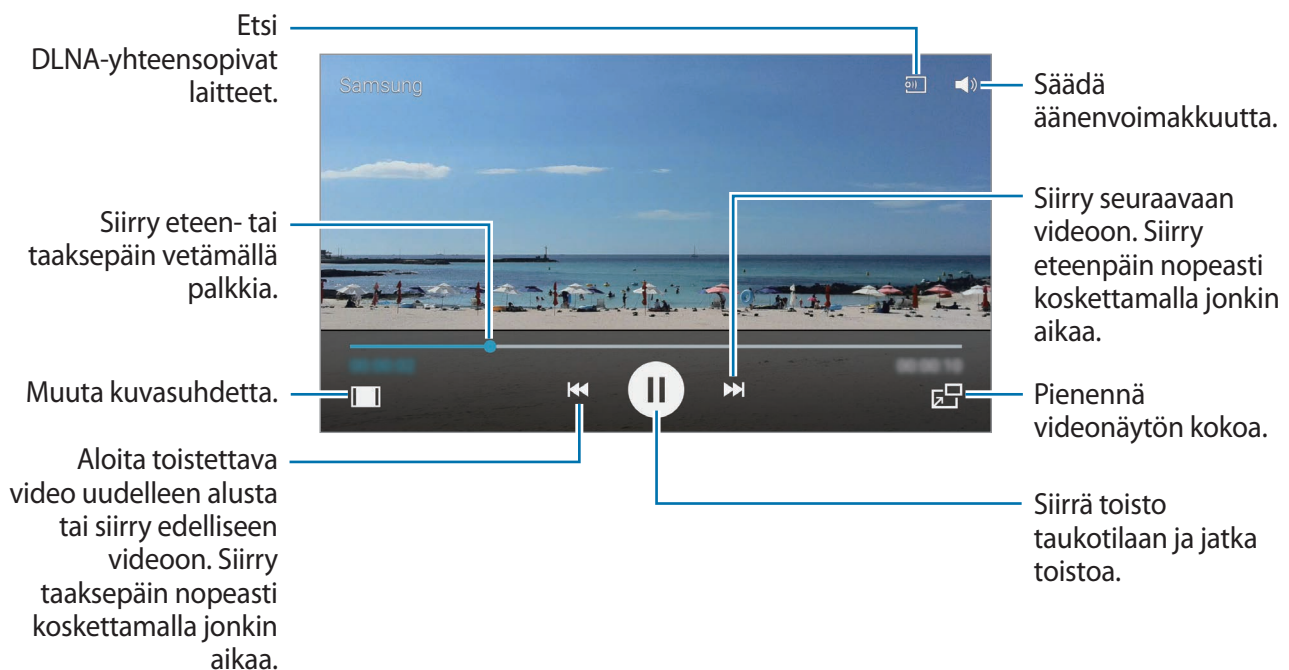 Etsi
DLNA-yhteensopivat
laitteet.
Samsung
Säädä
äänenvoimakkuutta.
Siirry eteen- tai
taaksepäin vetämällä
palkkia.
Siirry seuraavaan
videoon. Siirry
eteenpäin nopeasti
koskettamalla jonkin
aikaa.
Muuta kuvasuhdetta.
Pienennä
videonäytön kokoa.
Aloita toistettava
video uudelleen alusta
tai siirry edelliseen
videoon. Siirry
taaksepäin nopeasti
koskettamalla jonkin
aikaa.
Siirrä toisto
taukotilaan ja jatka
toistoa.